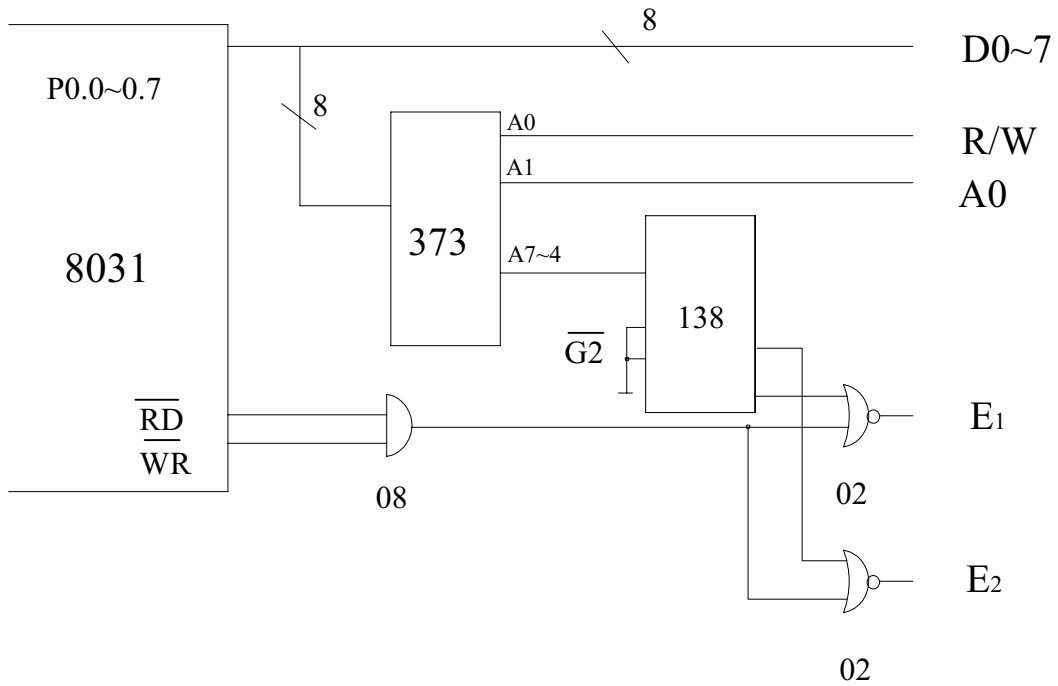 8
D0~7
P0.0~0.7
8
A0
R/W
A1
A0
373
8031
A7~4
138
G2
E1
RD
WR
08
02
E2
02